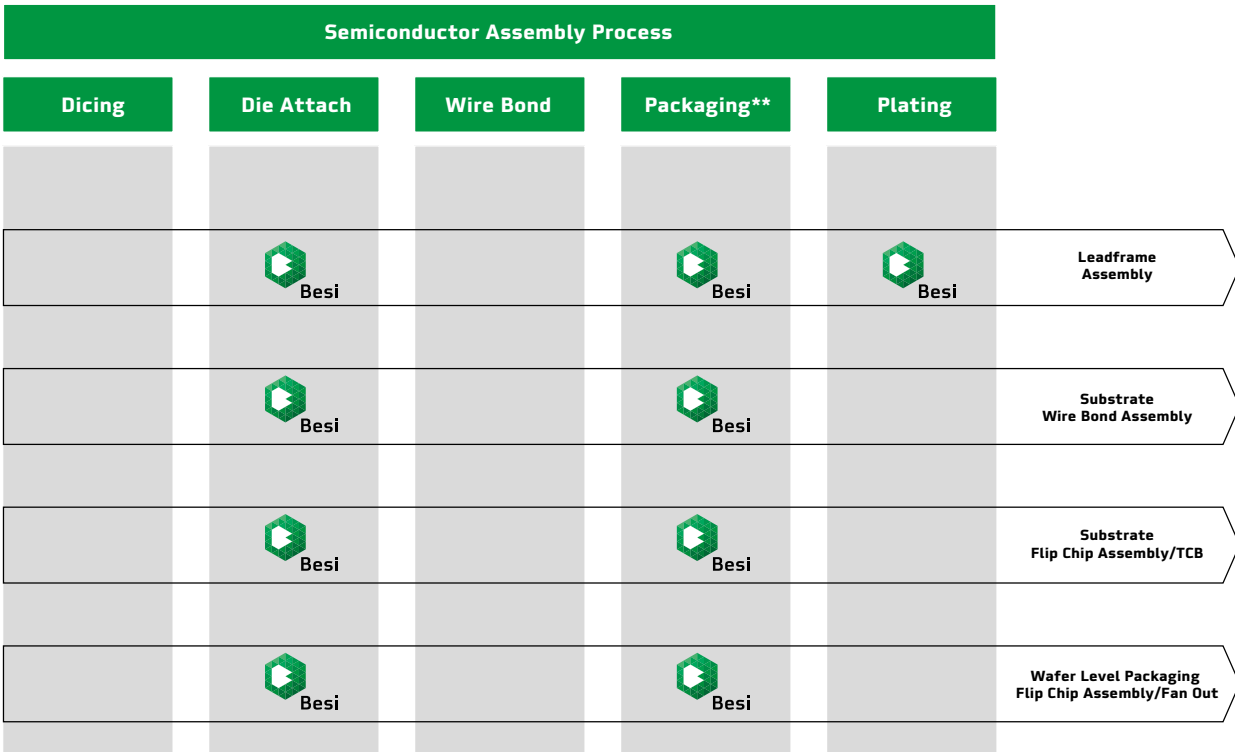 Semiconductor Assembly Process
Dicing
Die Attach
Wire Bond
Packaging**
Plating
Besi
Besi
Besi
Leadframe
Assembly
Besi
Besi
Substrate
Wire Bond Assembly
Besi
Besi
Substrate
Flip Chip Assembly/TCB
Besi
Besi
Wafer Level Packaging
Flip Chip Assembly/Fan Out